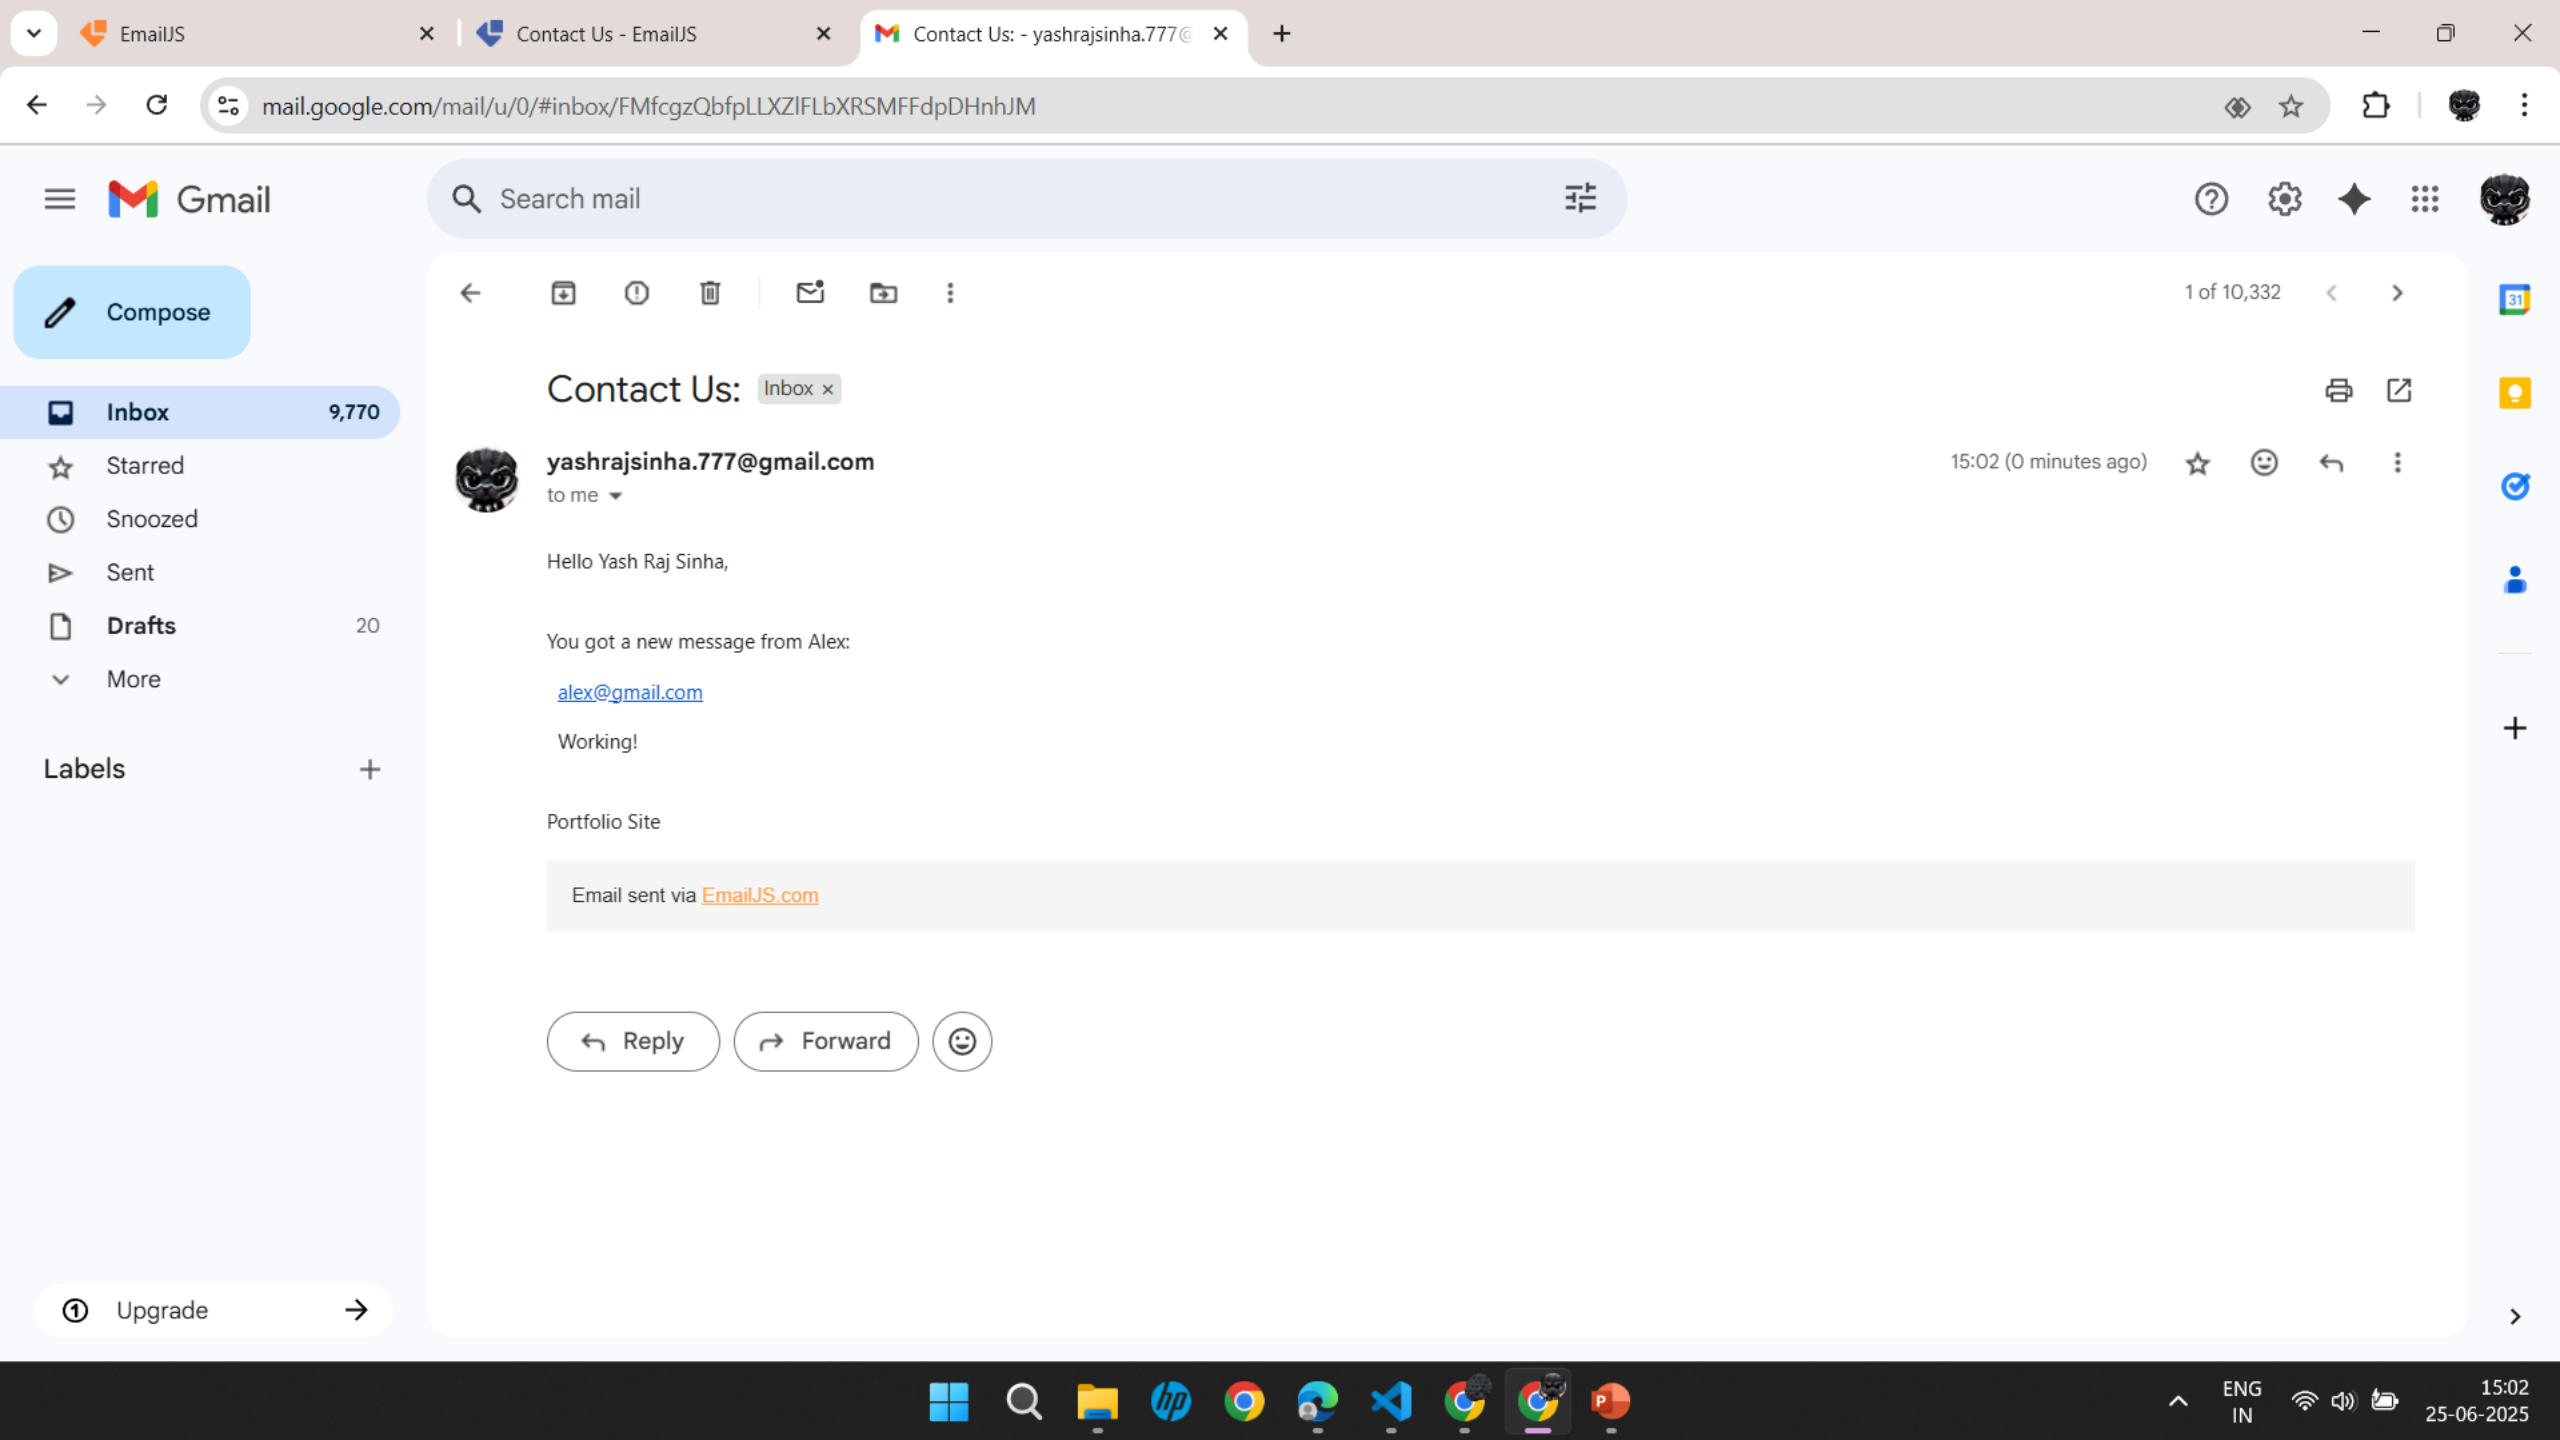 EmailJS
Contact Us - EmailJS
Contact Us: - yashrajsinha.777@
mail.google.com/mail/u/0/#inbox/FMfcgzQbfpLLXZlFLbXRSMFFdpDHnhJM
Gmail
Search mail
Compose
1 of 10,332
Contact Us: Inbox
Inbox 9,770
Starred
Snoozed
Sent
Drafts 20
More
Labels
yashrajsinha.777@gmail.com
15:02 (0 minutes ago)
to me
Hello Yash Raj Sinha,
You got a new message from Alex:
alex@gmail.com
Working!
Portfolio Site
Email sent via EmailJS.com
Reply
Forward
31
Upgrade
hp
P
ENG
IN
15:02
25-06-2025